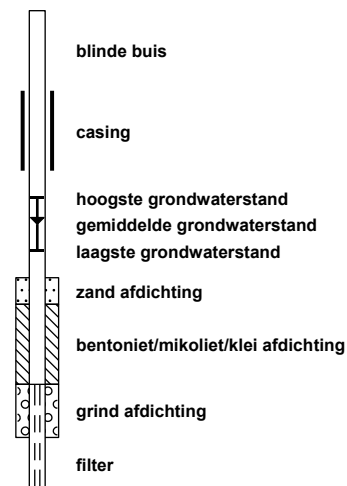 blinde buis
casing
hoogste grondwaterstand
gemiddelde grondwaterstand
laagste grondwaterstand
zand afdichting
bentoniet/mikoliet/klei afdichting
grind afdichting
filter